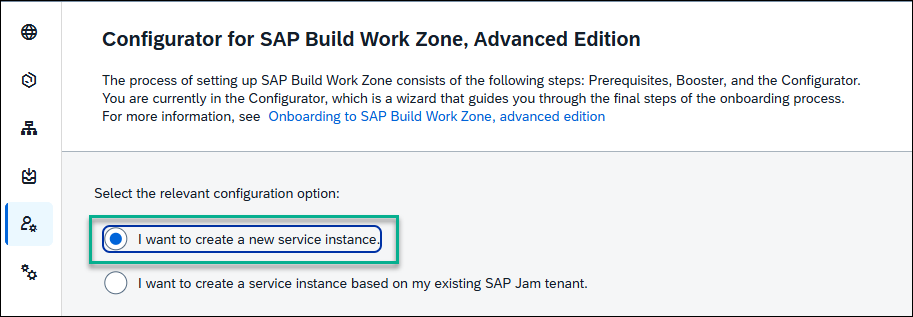 Configurator for SAP Build Work Zone, Advanced Edition
The process of setting up SAP Build Work Zone consists of the following steps: Prerequisites, Booster, and the Configurator.
You are currently in the Configurator, which is a wizard that guides you through the final steps of the onboarding process.
For more information, see Onboarding to SAP Build Work Zone, advanced edition
Select the relevant configuration option:
I want to create a new service instance.
I want to create a service instance based on my existing SAP Jam tenant.